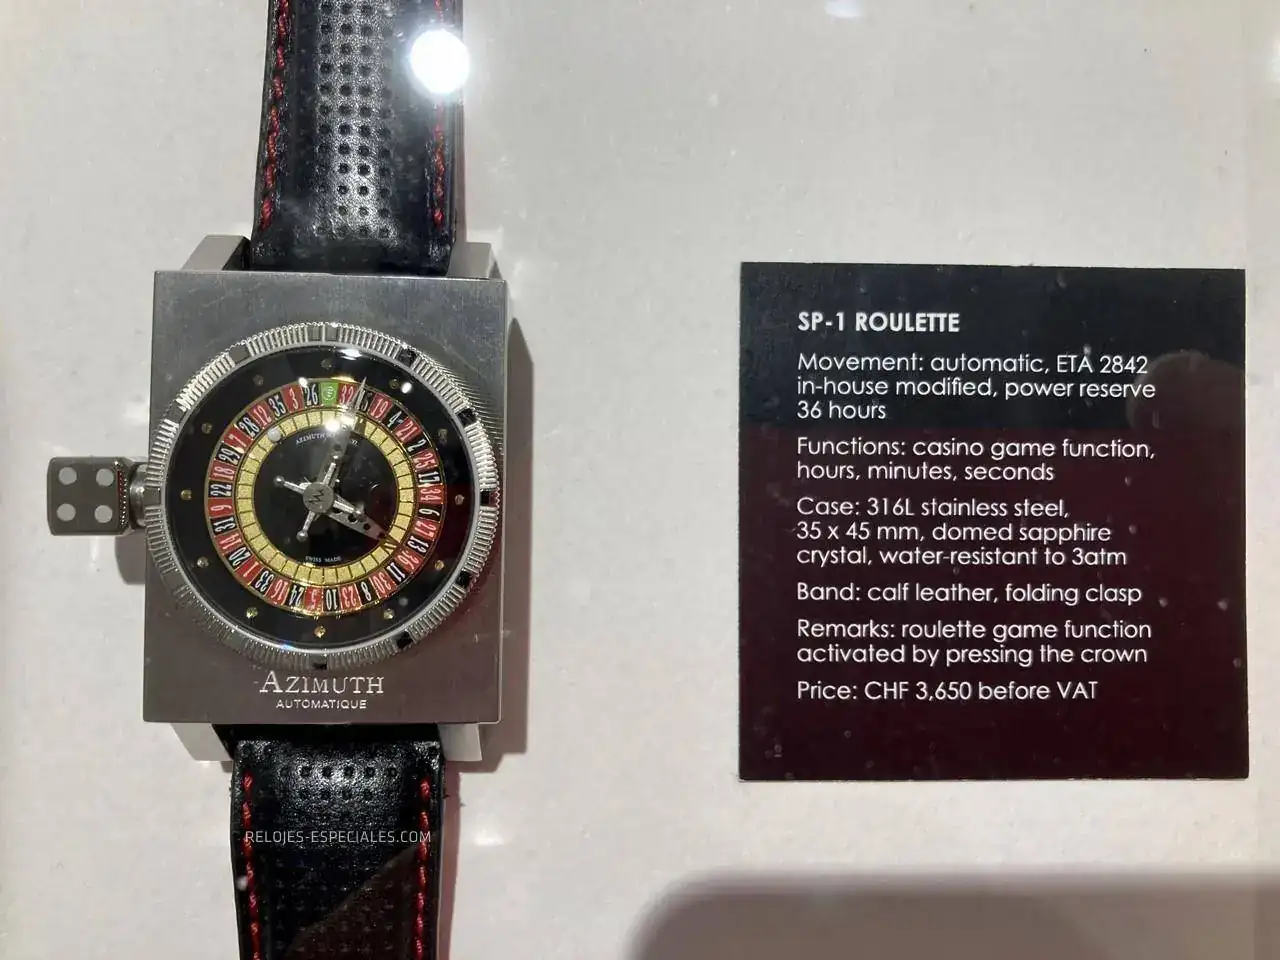 SP-1 ROULETTE
Movement: automatic, ETA 2842
in-house modified, power reserve
36 hours
Functions: casino game function,
hours, minutes, seconds
Case: 316L stainless steel,
35 x 45 mm, domed sapphire
crystal, water-resistant to 3atm
Band: calf leather, folding clasp
Remarks: roulette game function
activated by pressing the crown
Price: CHF 3,650 before VAT
AZIMUTH
SWISS MADE
AZIMUTH
AUTOMATIQUE
RELOJES-ESPECIALES.COM